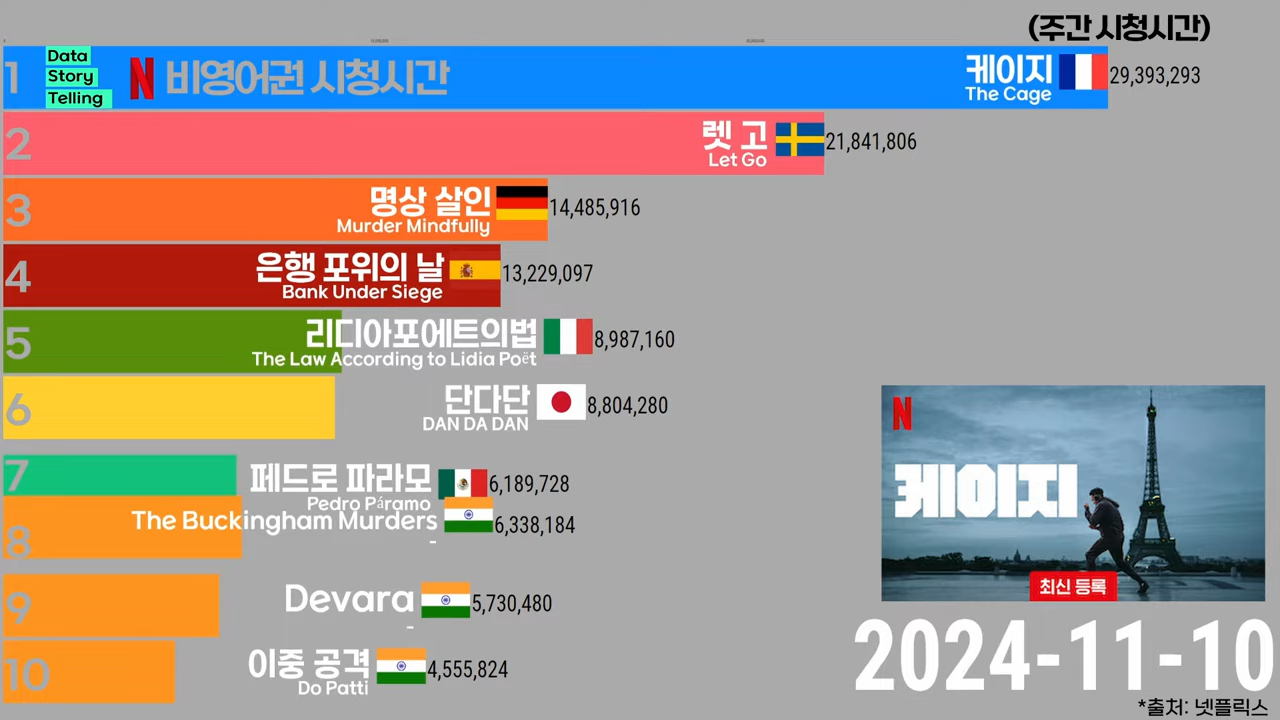 (주간 시청시간)
Data
Story
Telling
N 비영어권 시청시간
1
케이지
The Cage
29,393,293
2
렛 고
Let Go
21,841,806
3
명상 살인
Murder Mindfully
14,485,916
4
은행 포위의 날
Bank Under Siege
13,229,097
5
리디아포에트의법
The Law According to Lidia Poët
8,987,160
6
단다단
DAN DA DAN
8,804,280
7
페드로 파라모
Pedro Páramo
6,189,728
8
The Buckingham Murders
-
6,338,184
9
Devara
-
5,730,480
10
이중 공격
Do Patti
4,555,824
N
케이지
최신 등록
2024-11-10
*출처: 넷플릭스